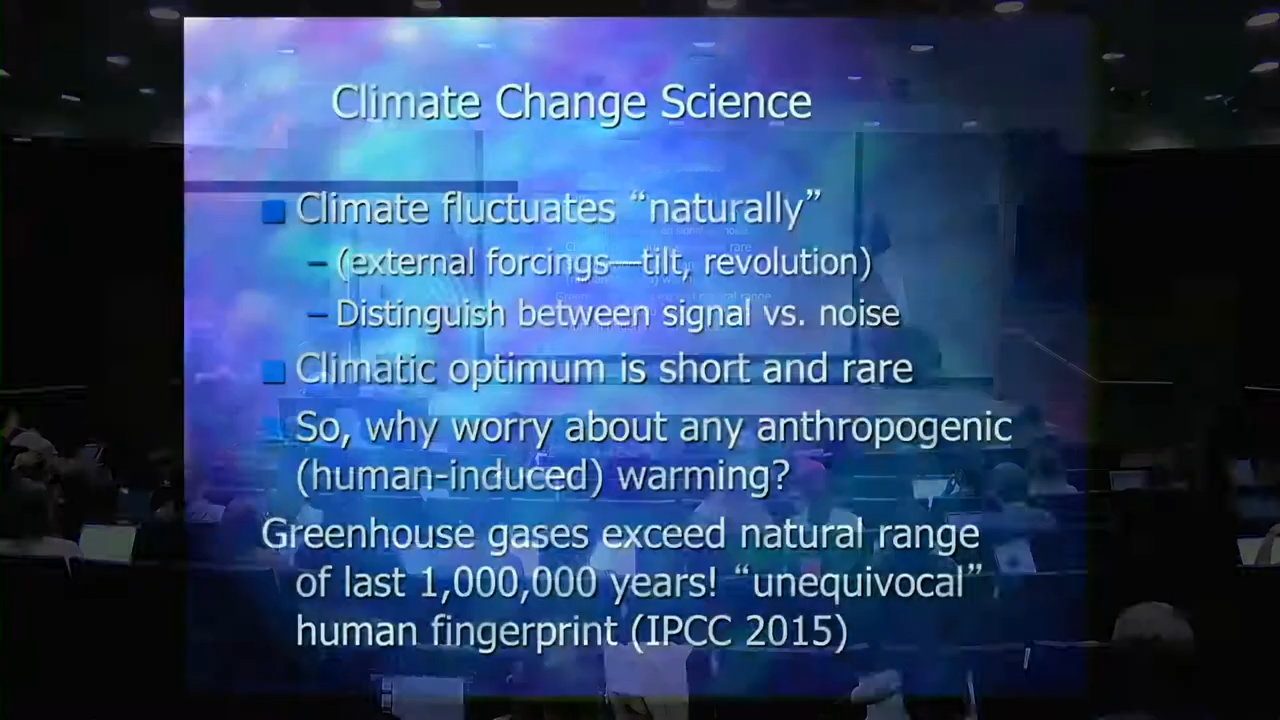 Climate Change Science
Climate fluctuates “naturally”
– (external forcings—tilt, revolution)
– Distinguish between signal vs. noise
Climatic optimum is short and rare
So, why worry about any anthropogenic
(human-induced) warming?
Greenhouse gases exceed natural range
of last 1,000,000 years! “unequivocal”
human fingerprint (IPCC 2015)